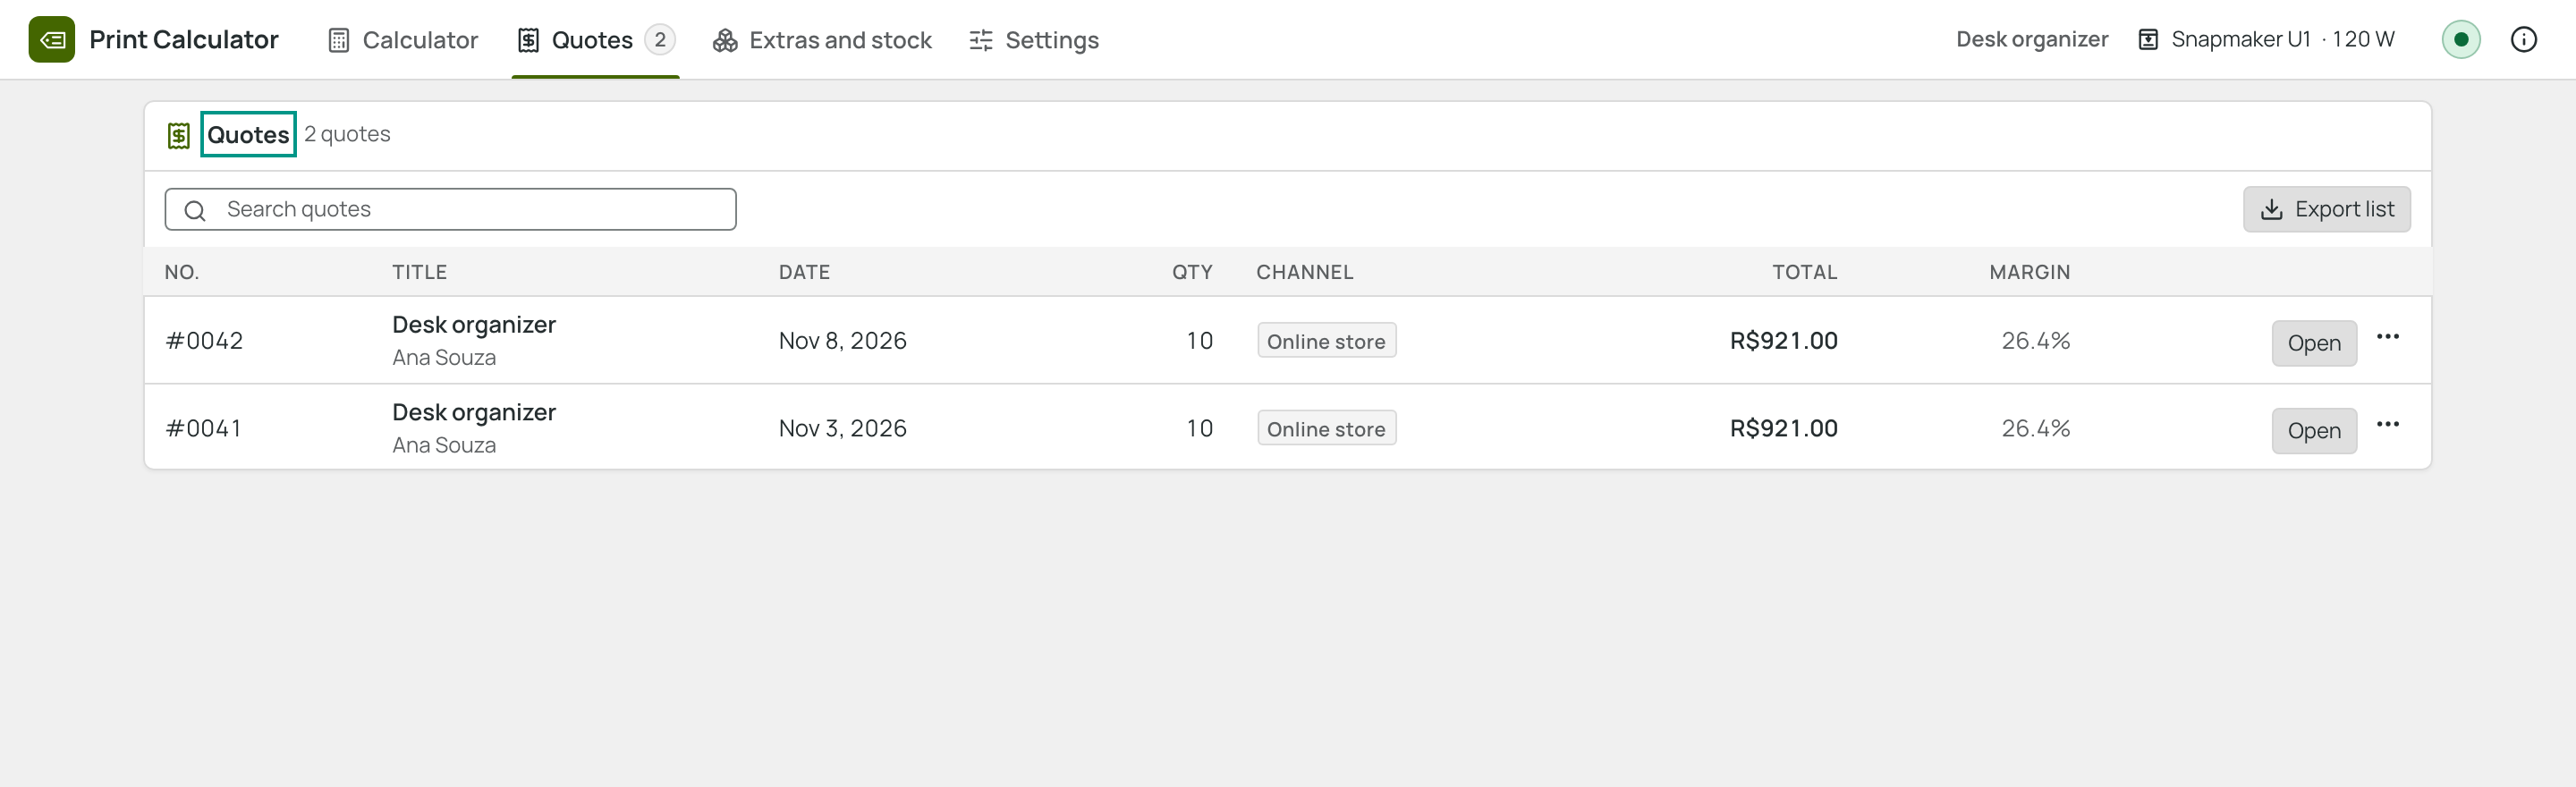 Print Calculator
Calculator
Quotes 2
Extras and stock
Settings
Desk organizer
Snapmaker U1 · 120 W
Quotes 2 quotes
Search quotes
Export list
NO. TITLE DATE QTY CHANNEL TOTAL MARGIN
#0042 Desk organizer Nov 8, 2026 10 Online store R$921.00 26.4% Open
Ana Souza
#0041 Desk organizer Nov 3, 2026 10 Online store R$921.00 26.4% Open
Ana Souza